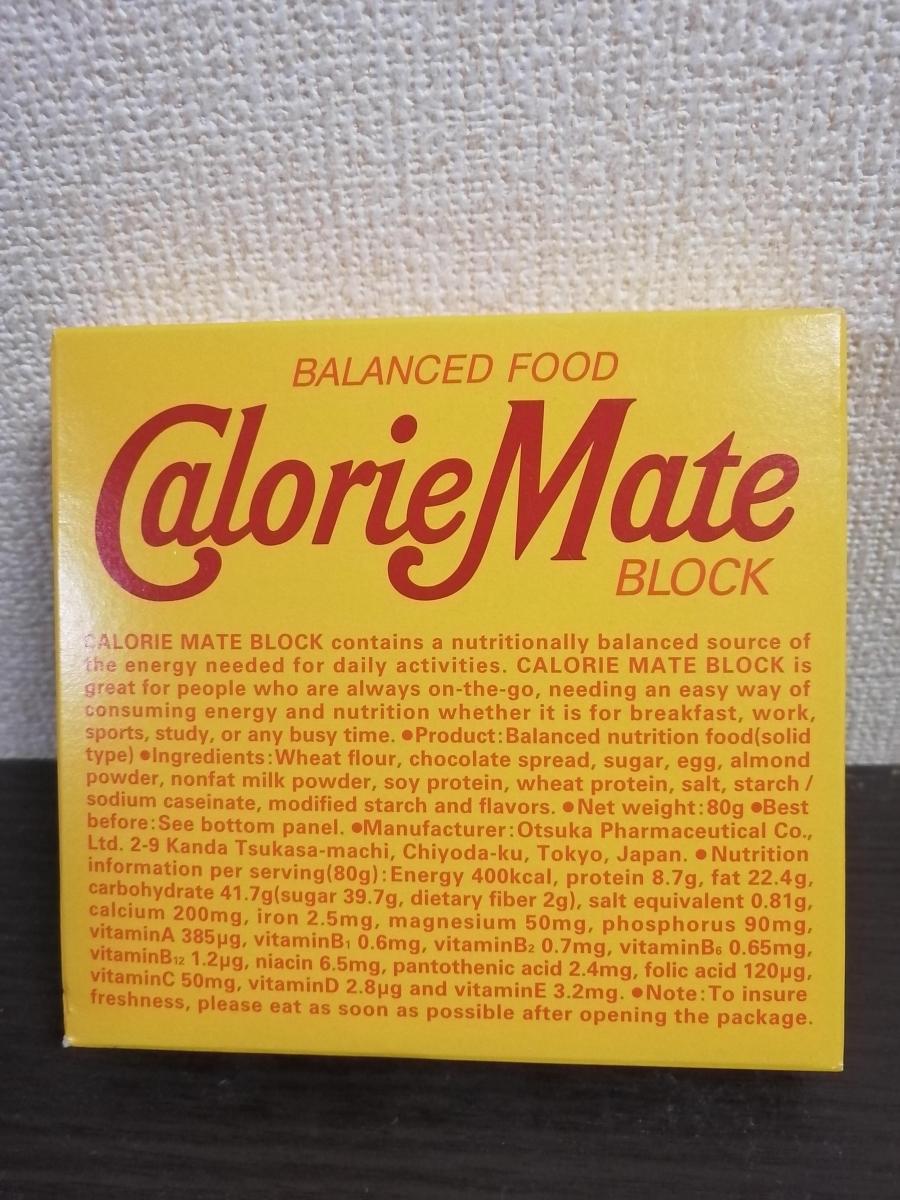 BALANCED FOOD
CalorieMate
BLOCK
CALORIE MATE BLOCK contains a nutritionally balanced source of
the energy needed for daily activities. CALORIE MATE BLOCK is
great for people who are always on-the-go, needing an easy way of
consuming energy and nutrition whether it is for breakfast, work,
sports, study, or any busy time. ●Product:Balanced nutrition food(solid
type) ●Ingredients:Wheat flour, chocolate spread, sugar, egg, almond
powder, nonfat milk powder, soy protein, wheat protein, salt, starch /
sodium caseinate, modified starch and flavors. ●Net weight:80g ●Best
before:See bottom panel. ●Manufacturer:Otsuka Pharmaceutical Co.,
Ltd. 2-9 Kanda Tsukasa-machi, Chiyoda-ku, Tokyo, Japan. ●Nutrition
information per serving(80g):Energy 400kcal, protein 8.7g, fat 22.4g,
carbohydrate 41.7g(sugar 39.7g, dietary fiber 2g), salt equivalent 0.81g,
calcium 200mg, iron 2.5mg, magnesium 50mg, phosphorus 90mg,
vitaminA 385μg, vitaminB₁ 0.6mg, vitaminB₂ 0.7mg, vitaminB₆ 0.65mg,
vitaminB₁₂ 1.2μg, niacin 6.5mg, pantothenic acid 2.4mg, folic acid 120μg,
vitaminC 50mg, vitaminD 2.8μg and vitaminE 3.2mg. ●Note:To insure
freshness, please eat as soon as possible after opening the package.